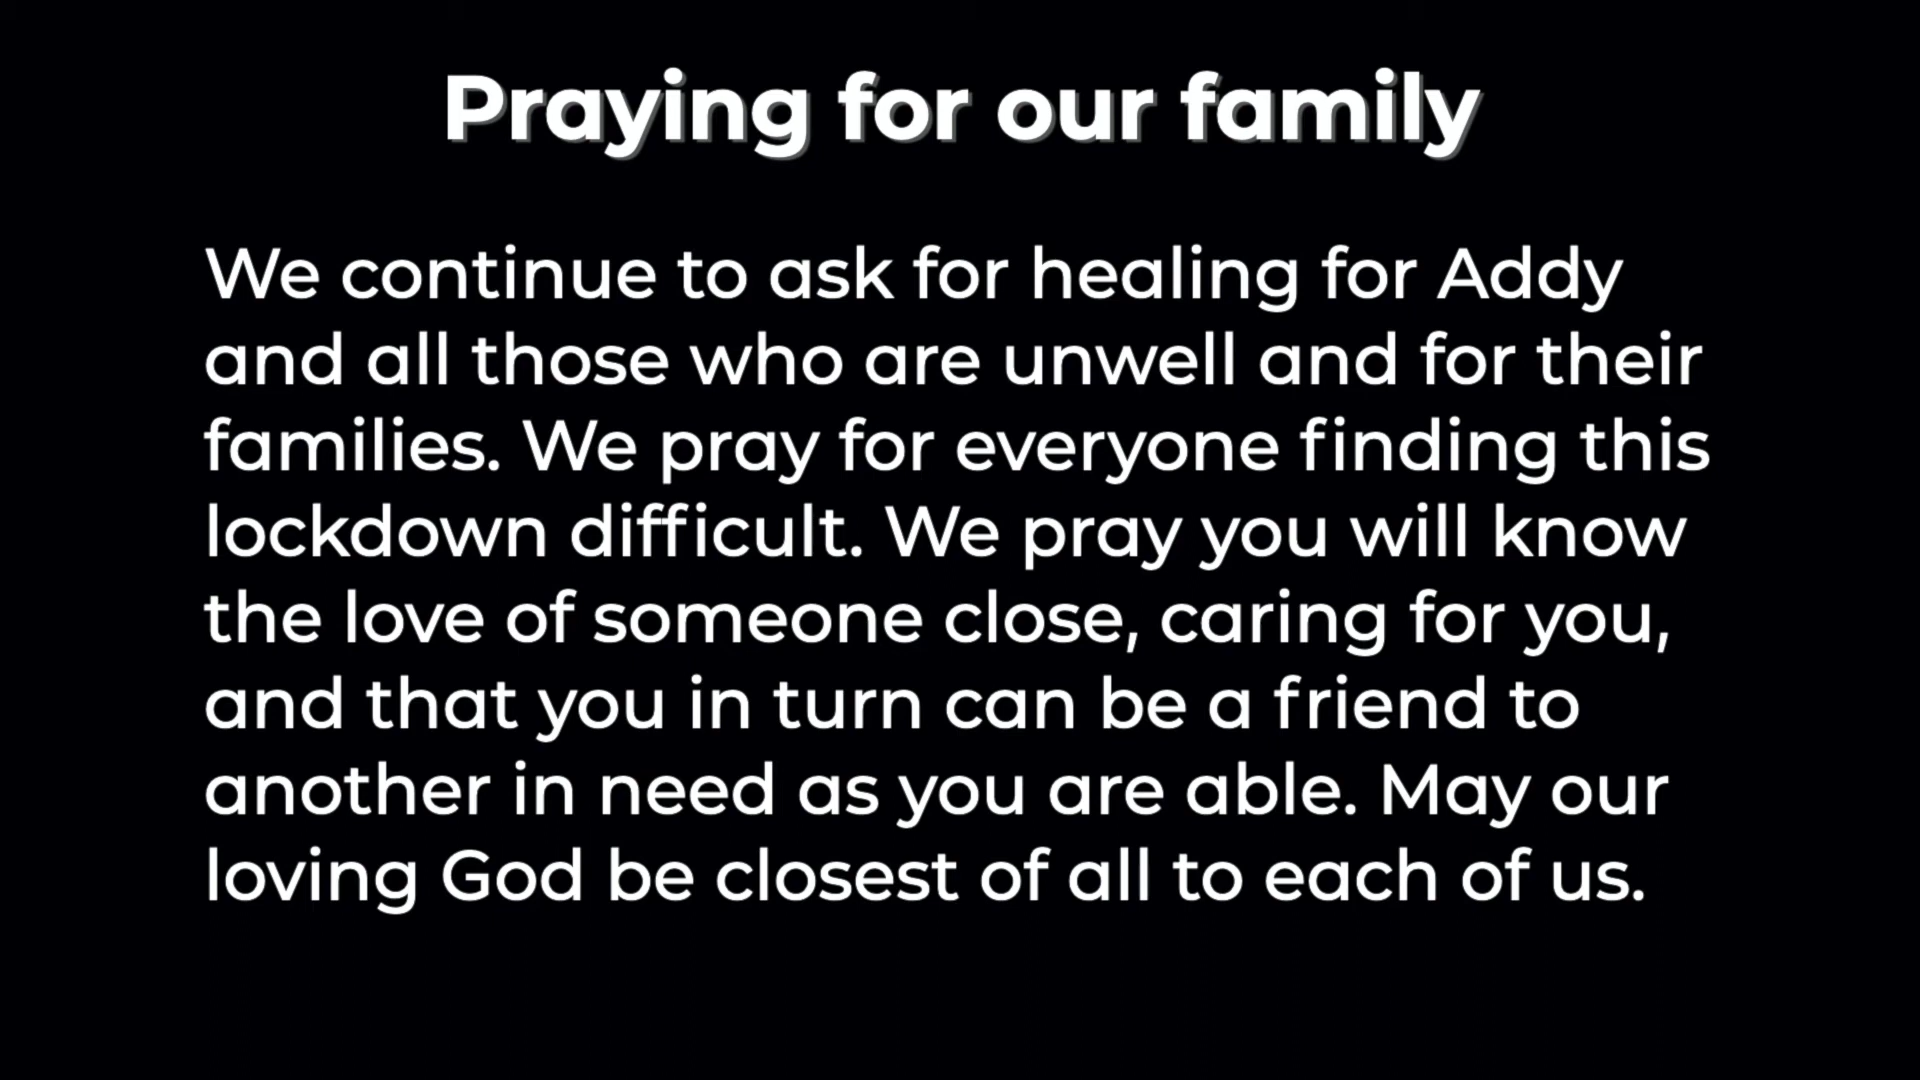 Praying for our family
We continue to ask for healing for Addy
and all those who are unwell and for their
families. We pray for everyone finding this
lockdown difficult. We pray you will know
the love of someone close, caring for you,
and that you in turn can be a friend to
another in need as you are able. May our
loving God be closest of all to each of us.